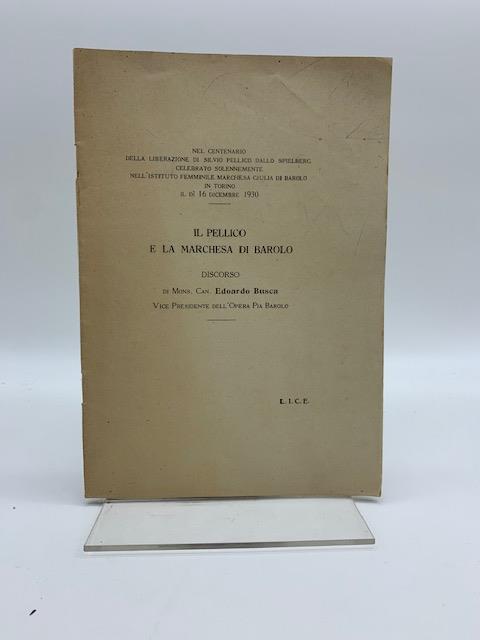 NEL CENTENARIO
DELLA LIBERAZIONE DI SILVIO PELLICO DALLO SPIELBERG
CELEBRATO SOLENNEMENTE
NELL'ISTITUTO FEMMINILE MARCHESA GIULIA DI BAROLO
IN TORINO
IL DÌ 16 DICEMBRE 1930
IL PELLICO
E LA MARCHESA DI BAROLO
DISCORSO
DI MONS. CAN. Edoardo Busca
VICE PRESIDENTE DELL'OPERA PIA BAROLO
L. I. C. E.